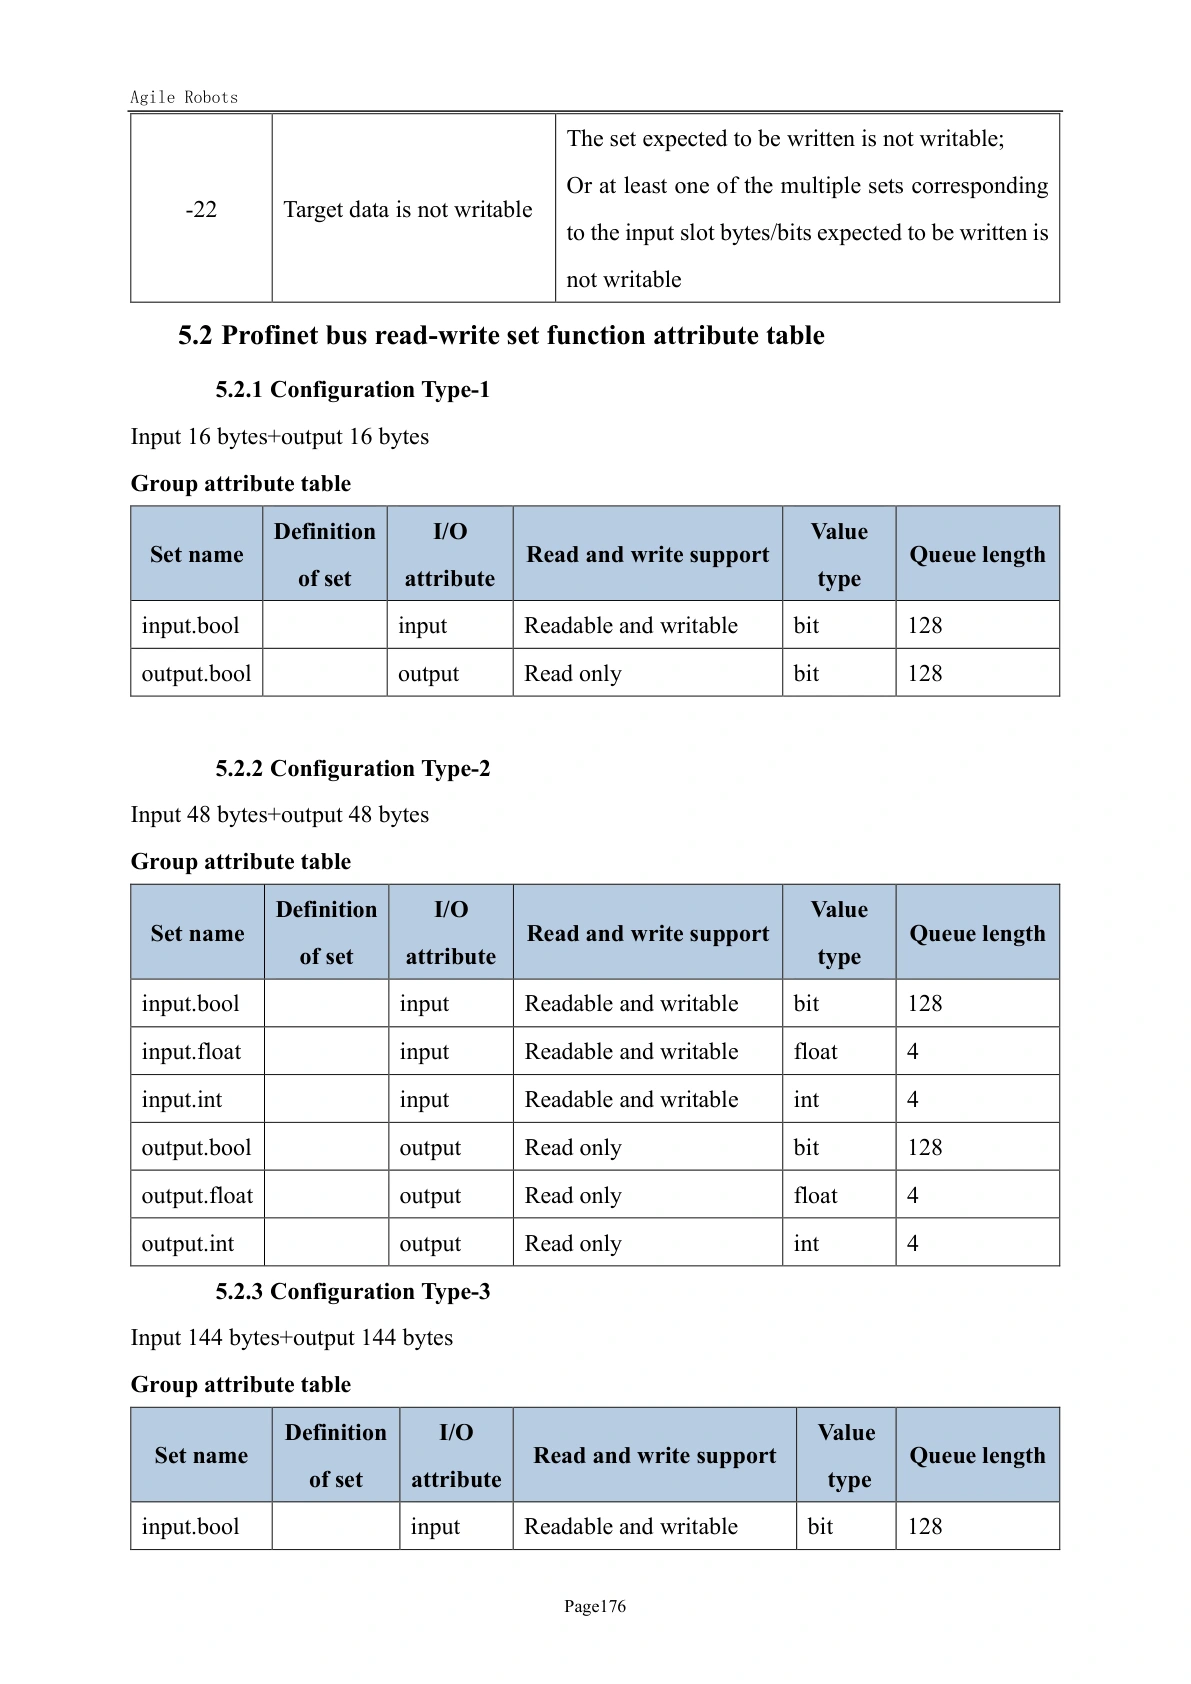 Agile Robots
-22
Target data is not writable
The set expected to be written is not writable;
Or at least one of the multiple sets corresponding
to the input slot bytes/bits expected to be written is
not writable
5.2 Profinet bus read-write set function attribute table
5.2.1 Configuration Type-1
Input 16 bytes+output 16 bytes
Group attribute table
Set name
Definition
of set
I/O
attribute
Read and write support
Value
type
Queue length
input.bool input Readable and writable bit 128
output.bool output Read only bit 128
5.2.2 Configuration Type-2
Input 48 bytes+output 48 bytes
Group attribute table
Set name
Definition
of set
I/O
attribute
Read and write support
Value
type
Queue length
input.bool input Readable and writable bit 128
input.float input Readable and writable float 4
input.int input Readable and writable int 4
output.bool output Read only bit 128
output.float output Read only float 4
output.int output Read only int 4
5.2.3 Configuration Type-3
Input 144 bytes+output 144 bytes
Group attribute table
Set name
Definition
of set
I/O
attribute
Read and write support
Value
type
Queue length
input.bool input Readable and writable bit 128
Page176